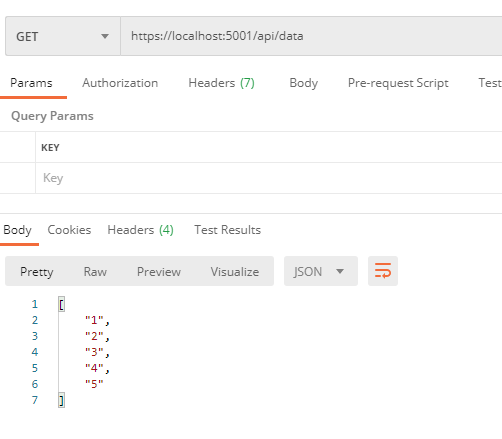 GET https://localhost:5001/api/data
Params Authorization Headers (7) Body Pre-request Script Test
Query Params
KEY
Key
Body Cookies Headers (4) Test Results
Pretty Raw Preview Visualize JSON
1 [
2 "1",
3 "2",
4 "3",
5 "4",
6 "5"
7 ]